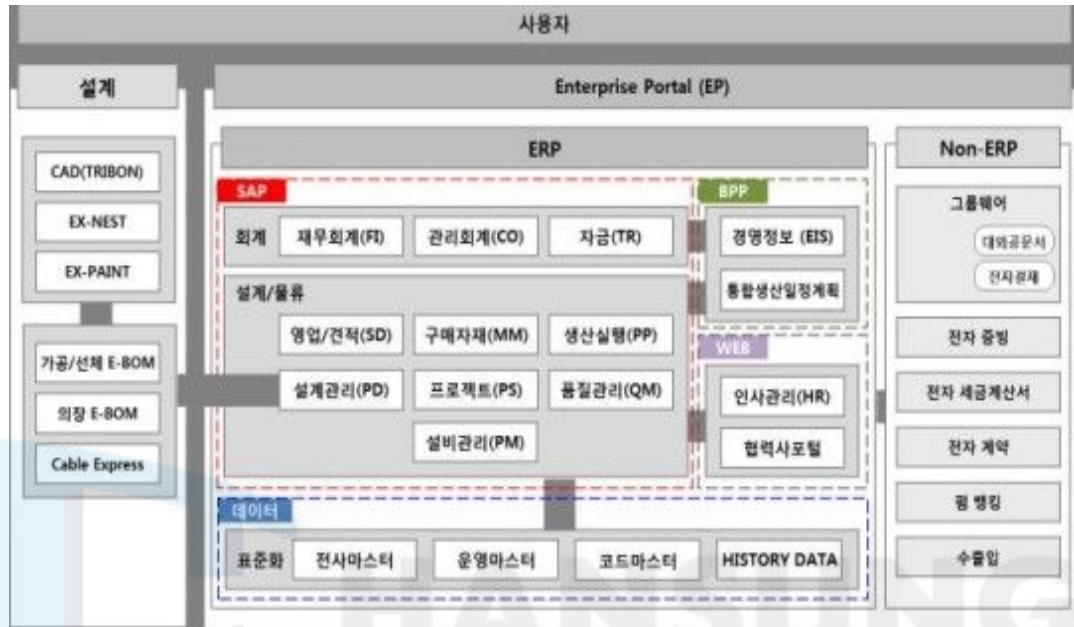 사용자
설계
Enterprise Portal (EP)
CAD(TRIBON)
EX-NEST
EX-PAINT
가공/선체 E-BOM
의장 E-BOM
Cable Express
ERP
SAP
회계
재무회계(FI)
관리회계(CO)
자금(TR)
설계/물류
영업/견적(SD)
구매자재(MM)
생산실행(PP)
설계관리(PD)
프로젝트(PS)
품질관리(QM)
설비관리(PM)
BPP
경영정보 (EIS)
통합생산일정계획
WEB
인사관리(HR)
협력사포털
데이터
표준화
전사마스터
운영마스터
코드마스터
HISTORY DATA
Non-ERP
그룹웨어
대외공문서
전자결재
전자 증빙
전자 세금계산서
전자 계약
펌 뱅킹
수출입
HANSUNG